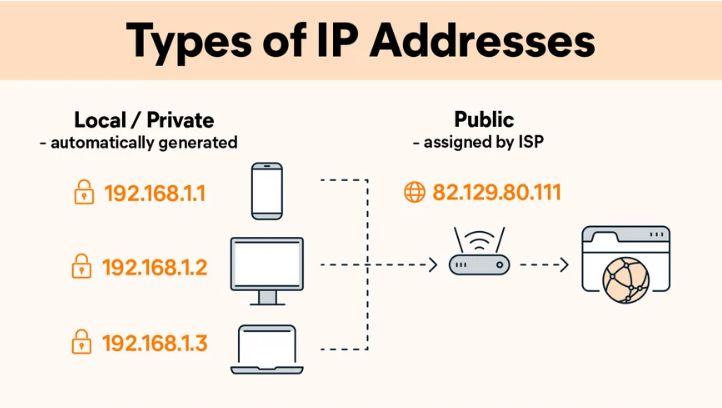 Types of IP Addresses
Local / Private
- automatically generated
192.168.1.1
192.168.1.2
192.168.1.3
Public
- assigned by ISP
82.129.80.111